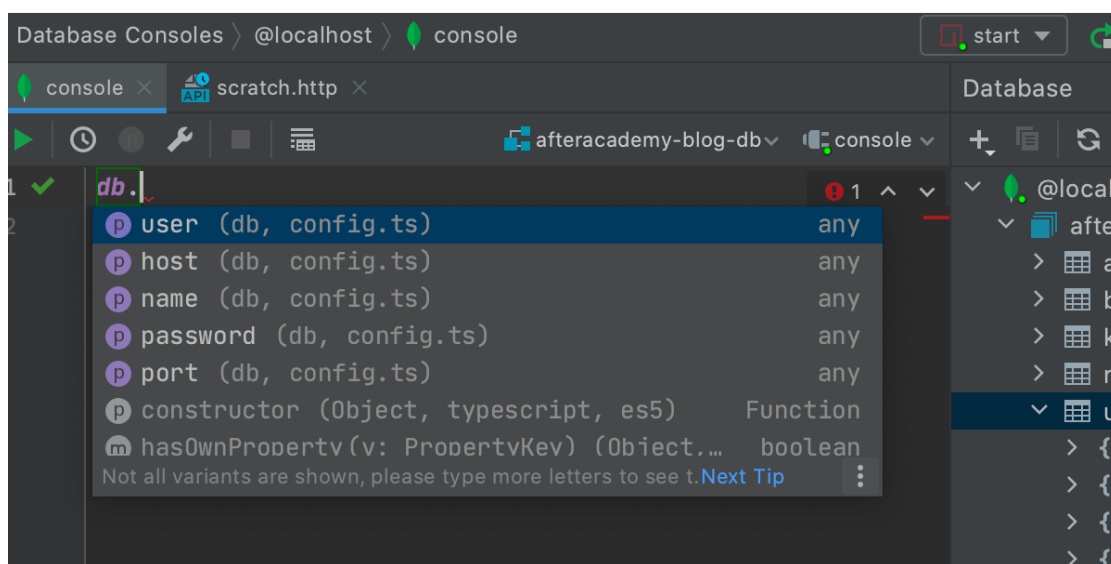 Database Consoles > @localhost > console
start
console
API scratch.http
Database
afteracademy-blog-db
console
1 db. 1
@local
2
user (db, config.ts) any
afte
host (db, config.ts) any
name (db, config.ts) any
password (db, config.ts) any
port (db, config.ts) any
constructor (Object, typescript, es5) Function
hasOwnProperty(v: PropertyKey) (Object,… boolean
{
Not all variants are shown, please type more letters to see t. Next Tip
{
{
{